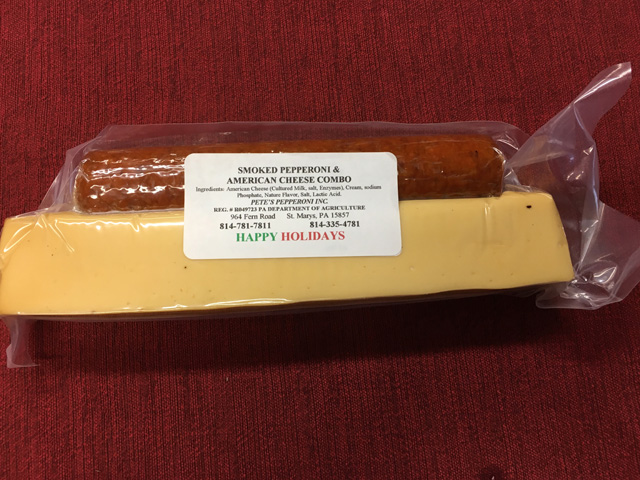 SMOKED PEPPERONI &
AMERICAN CHEESE COMBO
Ingredients: American Cheese (Cultured Milk, salt, Enzymes), Cream, sodium
Phosphate, Nature Flavor, Salt, Lactic Acid.
PETE'S PEPPERONI INC.
REG. # R049723 PA DEPARTMENT OF AGRICULTURE
964 Fern Road St. Marys, PA 15857
814-781-7811 814-335-4781
HAPPY HOLIDAYS